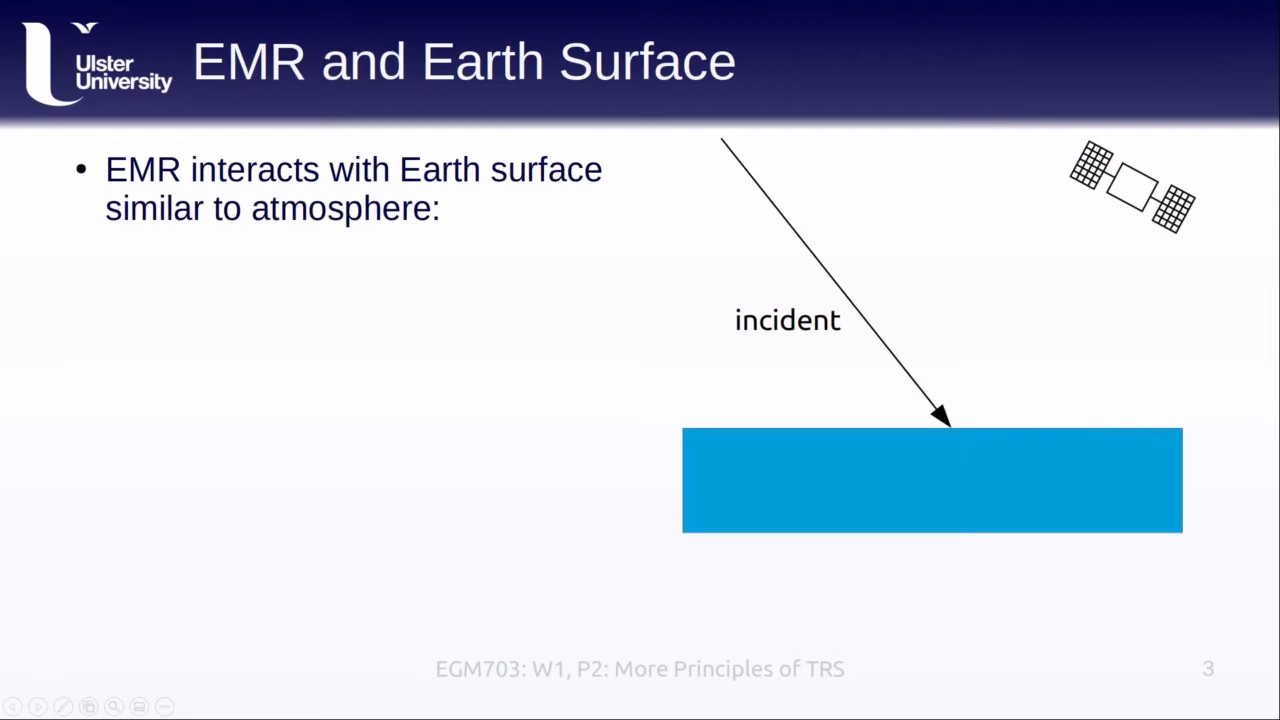 Ulster
University
EMR and Earth Surface
• EMR interacts with Earth surface
similar to atmosphere:
incident
EGM703: W1, P2: More Principles of TRS
3